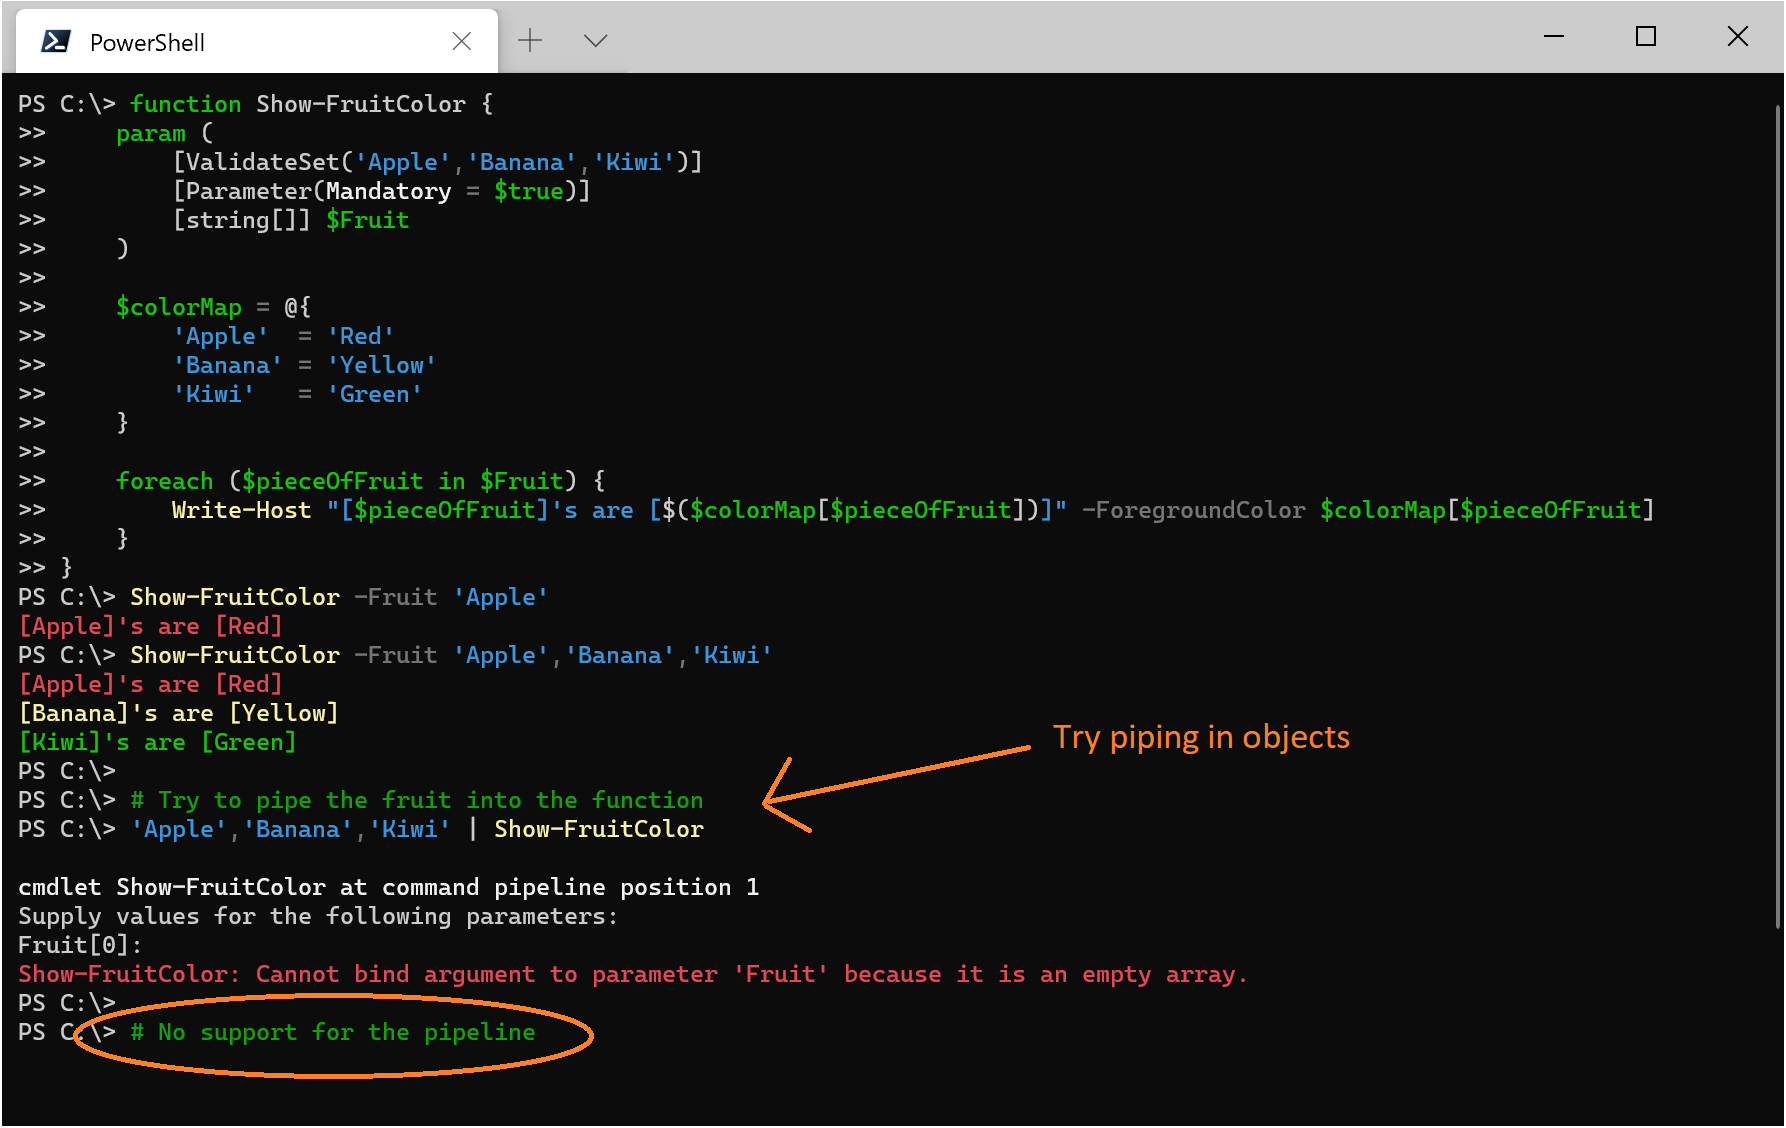 PowerShell
PS C:\> function Show-FruitColor {
>>     param (
>>         [ValidateSet('Apple','Banana','Kiwi')]
>>         [Parameter(Mandatory = $true)]
>>         [string[]] $Fruit
>>     )
>>
>>     $colorMap = @{
>>         'Apple'  = 'Red'
>>         'Banana' = 'Yellow'
>>         'Kiwi'   = 'Green'
>>     }
>>
>>     foreach ($pieceOfFruit in $Fruit) {
>>         Write-Host "[$pieceOfFruit]'s are [$($colorMap[$pieceOfFruit])]" -ForegroundColor $colorMap[$pieceOfFruit]
>>     }
>> }
PS C:\> Show-FruitColor -Fruit 'Apple'
[Apple]'s are [Red]
PS C:\> Show-FruitColor -Fruit 'Apple','Banana','Kiwi'
[Apple]'s are [Red]
[Banana]'s are [Yellow]
[Kiwi]'s are [Green]
Try piping in objects
PS C:\>
PS C:\> # Try to pipe the fruit into the function
PS C:\> 'Apple','Banana','Kiwi' | Show-FruitColor

cmdlet Show-FruitColor at command pipeline position 1
Supply values for the following parameters:
Fruit[0]:
Show-FruitColor: Cannot bind argument to parameter 'Fruit' because it is an empty array.
PS C:\>
PS C:\> # No support for the pipeline